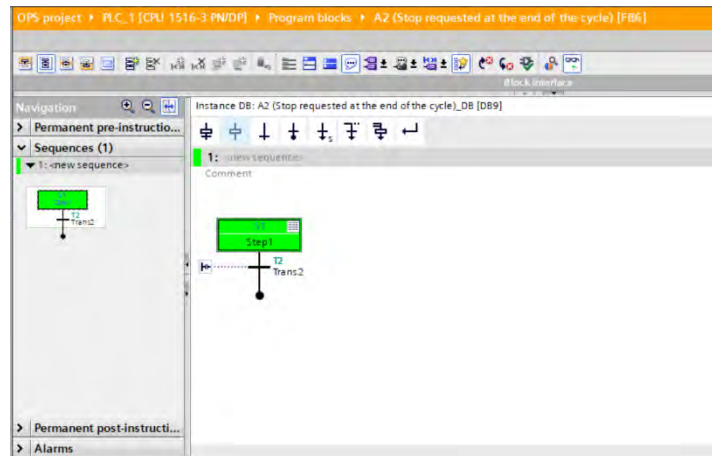 OPS project ▸ PLC_1 [CPU 1516-3 PN/DP] ▸ Program blocks ▸ A2 (Stop requested at the end of the cycle) [FB6]
Block interface
Navigation
Instance DB: A2 (Stop requested at the end of the cycle)_DB [DB9]
Permanent pre-instructio...
Sequences (1)
1: <new sequence>
1: <new sequence>
Comment
T2
Trans2
Step1
T2
Trans2
Permanent post-instructi...
Alarms